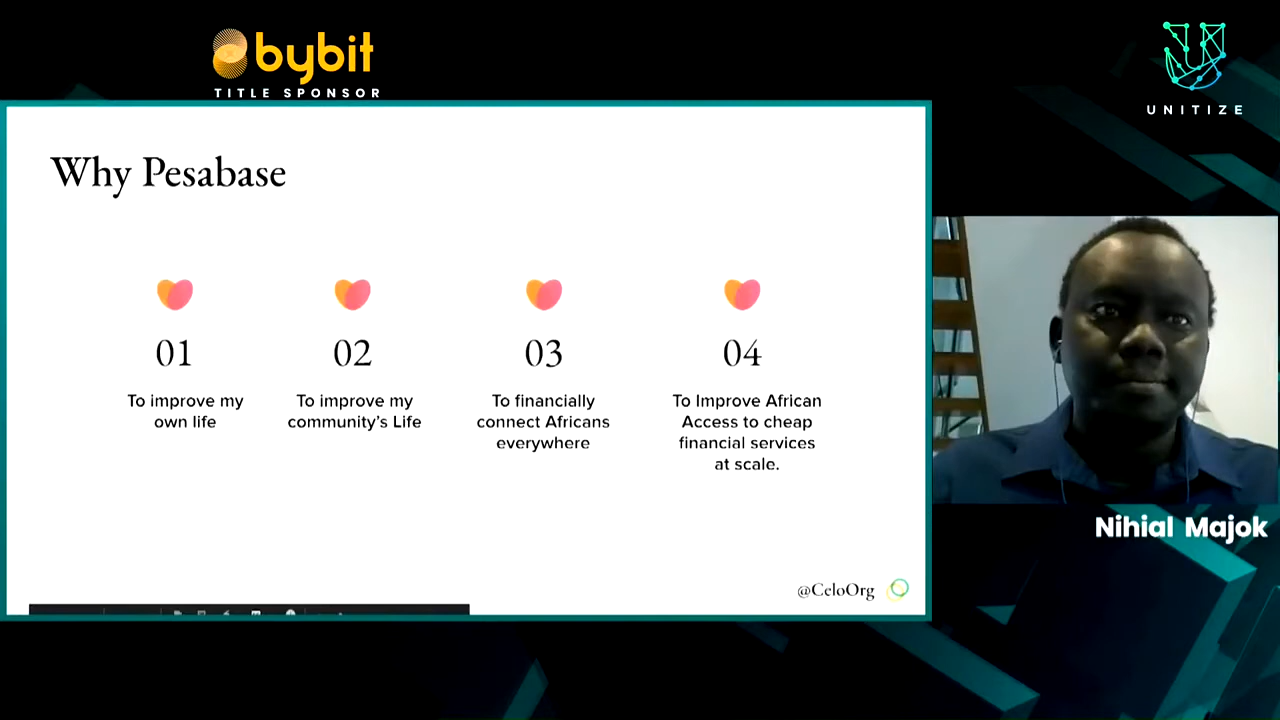 bybit
TITLE SPONSOR
UNITIZE
Why Pesabase
01
To improve my
own life
02
To improve my
community's Life
03
To financially
connect Africans
everywhere
04
To Improve African
Access to cheap
financial services
at scale.
Nihial Majok
@CeloOrg